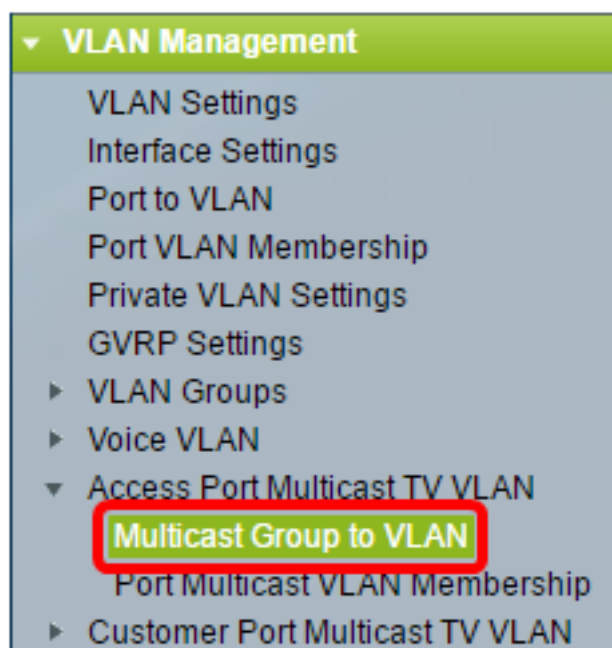 VLAN Management
VLAN Settings
Interface Settings
Port to VLAN
Port VLAN Membership
Private VLAN Settings
GVRP Settings
VLAN Groups
Voice VLAN
Access Port Multicast TV VLAN
Multicast Group to VLAN
Port Multicast VLAN Membership
Customer Port Multicast TV VLAN